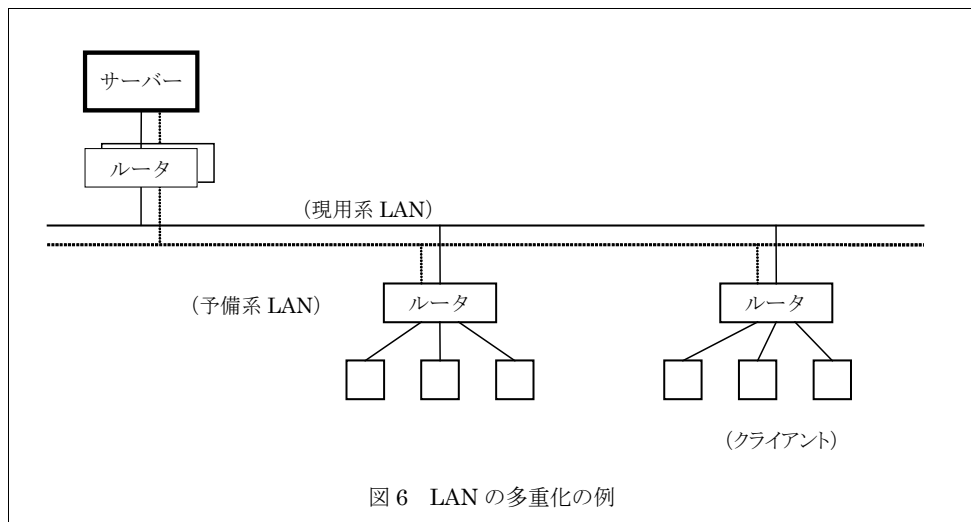 サーバー
ルータ
(現用系 LAN)
(予備系 LAN)
ルータ
ルータ
(クライアント)
図 6 LAN の多重化の例